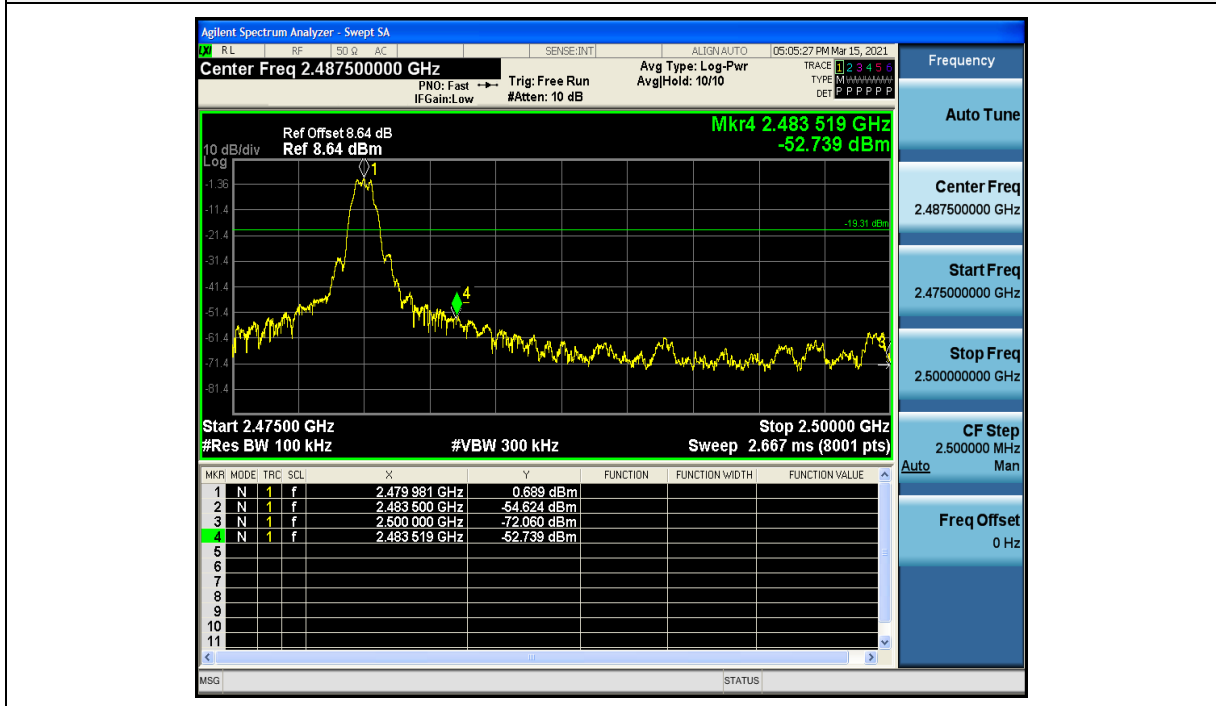 Agilent Spectrum Analyzer - Swept SA
LXI RL RF 50 Ω AC SENSE:INT ALIGN AUTO 05:05:27 PM Mar 15, 2021
Center Freq 2.487500000 GHz
PNO: Fast
IFGain:Low
Trig: Free Run
#Atten: 10 dB
Avg Type: Log-Pwr
Avg|Hold: 10/10
TRACE 1 2 3 4 5 6
TYPE M
DET P P P P P P
Frequency
Auto Tune
Center Freq
2.487500000 GHz
Start Freq
2.475000000 GHz
Stop Freq
2.500000000 GHz
CF Step
2.500000 MHz
Auto Man
Freq Offset
0 Hz
Mkr4 2.483 519 GHz
-52.739 dBm
Ref Offset 8.64 dB
10 dB/div Ref 8.64 dBm
Log
1
-1.36
-11.4
-19.31 dBm
-21.4
-31.4
-41.4
4
-51.4
-61.4
3
-71.4
-81.4
Start 2.47500 GHz Stop 2.50000 GHz
#Res BW 100 kHz #VBW 300 kHz Sweep 2.667 ms (8001 pts)
MKR MODE TRC SCL X Y FUNCTION FUNCTION WIDTH FUNCTION VALUE
1 N 1 f 2.479 981 GHz 0.689 dBm
2 N 1 f 2.483 500 GHz -54.624 dBm
3 N 1 f 2.500 000 GHz -72.060 dBm
4 N 1 f 2.483 519 GHz -52.739 dBm
5
6
7
8
9
10
11
MSG STATUS